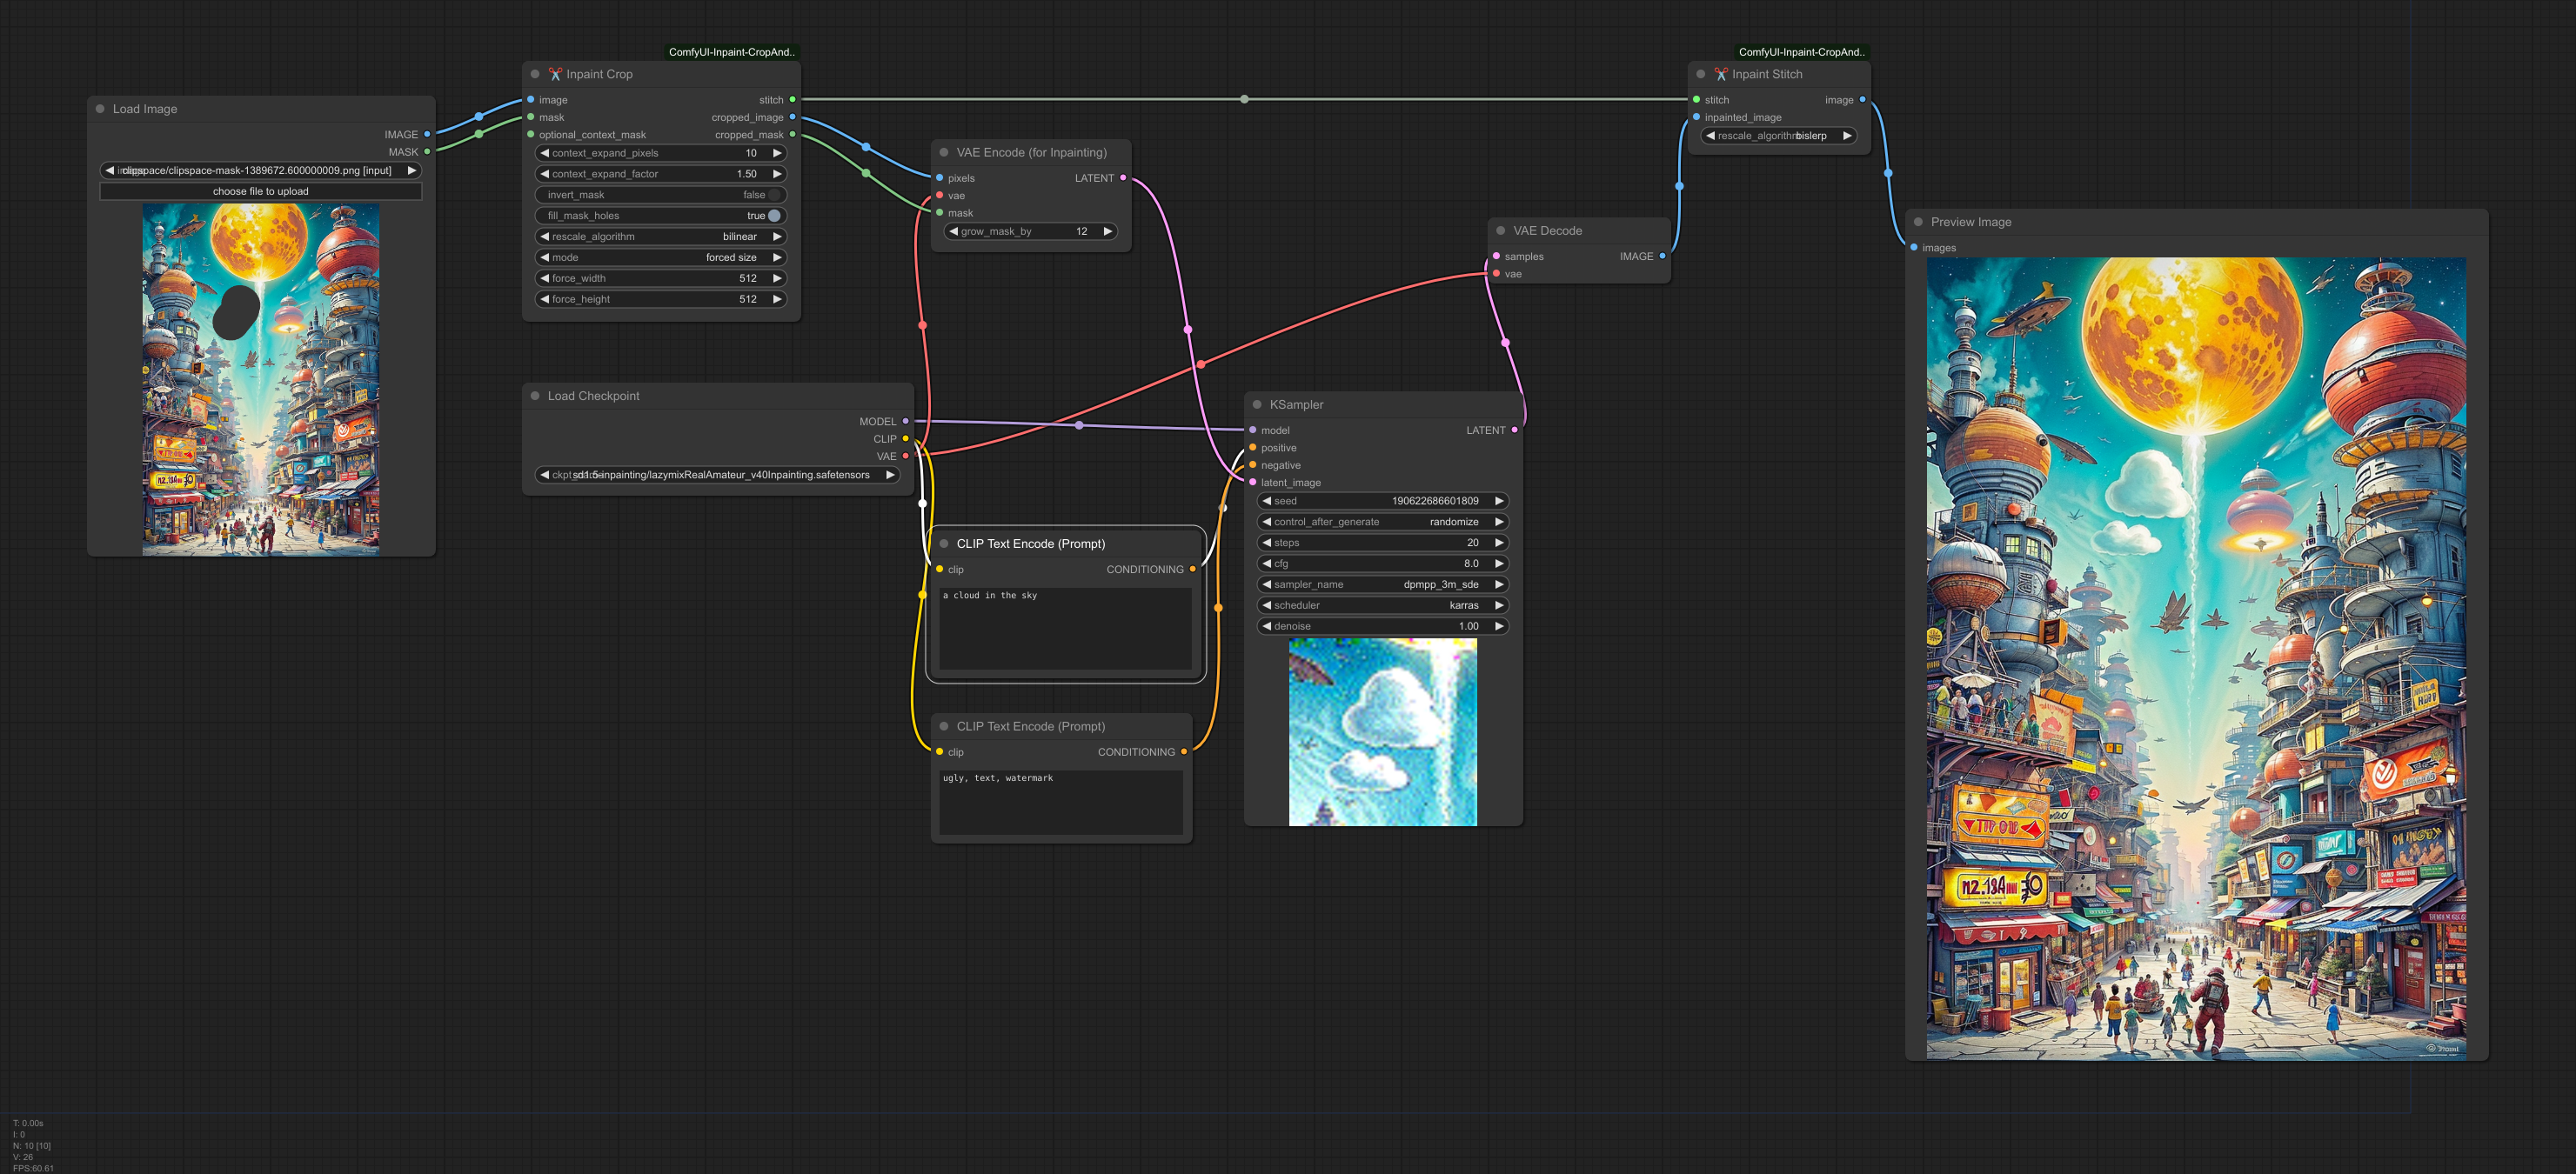 Load Image
IMAGE
MASK
clipspace/clipspace-mask-1389672.600000009.png [input]
choose file to upload
ComfyUI-Inpaint-CropAnd..
Inpaint Crop
image stitch
mask cropped_image
optional_context_mask cropped_mask
context_expand_pixels 10
context_expand_factor 1.50
invert_mask false
fill_mask_holes true
rescale_algorithm bilinear
mode forced size
force_width 512
force_height 512
VAE Encode (for Inpainting)
pixels LATENT
vae
mask
grow_mask_by 12
Load Checkpoint
MODEL
CLIP
VAE
sd1.5-inpainting/lazymixRealAmateur_v40Inpainting.safetensors
CLIP Text Encode (Prompt)
clip CONDITIONING
a cloud in the sky
CLIP Text Encode (Prompt)
clip CONDITIONING
ugly, text, watermark
KSampler
model LATENT
positive
negative
latent_image
seed 190622686601809
control_after_generate randomize
steps 20
cfg 8.0
sampler_name dpmpp_3m_sde
scheduler karras
denoise 1.00
VAE Decode
samples IMAGE
vae
ComfyUI-Inpaint-CropAnd..
Inpaint Stitch
stitch image
inpainted_image
rescale_algorithm bislerp
Preview Image
images
T: 0.00s
I: 0
N: 10 [10]
V: 26
FPS:60.61